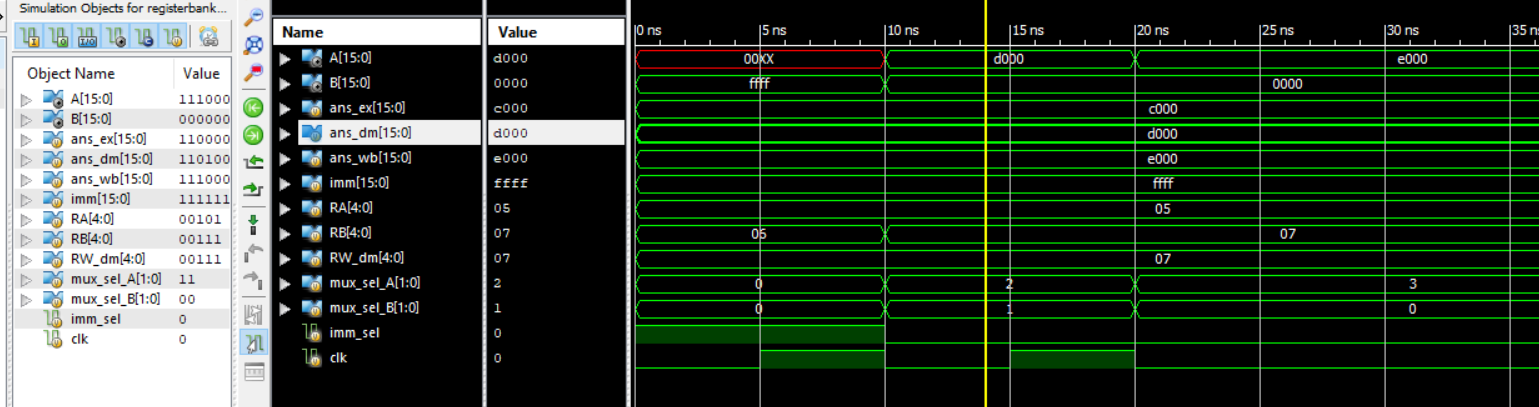 Simulation Objects for registerbank...
Object Name Value
A[15:0] 111000
B[15:0] 000000
ans_ex[15:0] 110000
ans_dm[15:0] 110100
ans_wb[15:0] 111000
imm[15:0] 111111
RA[4:0] 00101
RB[4:0] 00111
RW_dm[4:0] 00111
mux_sel_A[1:0] 11
mux_sel_B[1:0] 00
imm_sel 0
clk 0
Name Value 0 ns 5 ns 10 ns 15 ns 20 ns 25 ns 30 ns 35 ns
A[15:0] d000 00XX d000 e000
B[15:0] 0000 ffff 0000
ans_ex[15:0] c000 c000
ans_dm[15:0] d000 d000
ans_wb[15:0] e000 e000
imm[15:0] ffff ffff
RA[4:0] 05 05
RB[4:0] 07 06 07
RW_dm[4:0] 07 07
mux_sel_A[1:0] 2 0 2 3
mux_sel_B[1:0] 1 0 1 0
imm_sel 0
clk 0